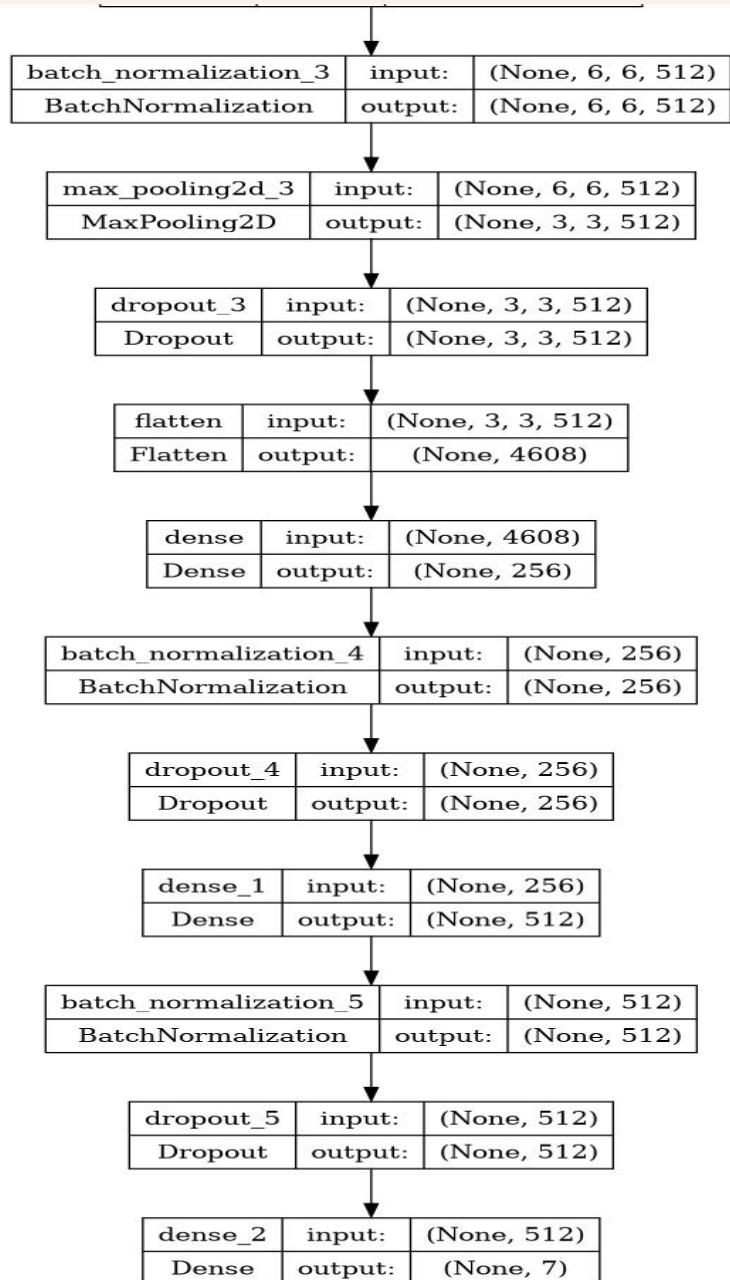 batch_normalization_3 input: (None, 6, 6, 512)
BatchNormalization output: (None, 6, 6, 512)
max_pooling2d_3 input: (None, 6, 6, 512)
MaxPooling2D output: (None, 3, 3, 512)
dropout_3 input: (None, 3, 3, 512)
Dropout output: (None, 3, 3, 512)
flatten input: (None, 3, 3, 512)
Flatten output: (None, 4608)
dense input: (None, 4608)
Dense output: (None, 256)
batch_normalization_4 input: (None, 256)
BatchNormalization output: (None, 256)
dropout_4 input: (None, 256)
Dropout output: (None, 256)
dense_1 input: (None, 256)
Dense output: (None, 512)
batch_normalization_5 input: (None, 512)
BatchNormalization output: (None, 512)
dropout_5 input: (None, 512)
Dropout output: (None, 512)
dense_2 input: (None, 512)
Dense output: (None, 7)